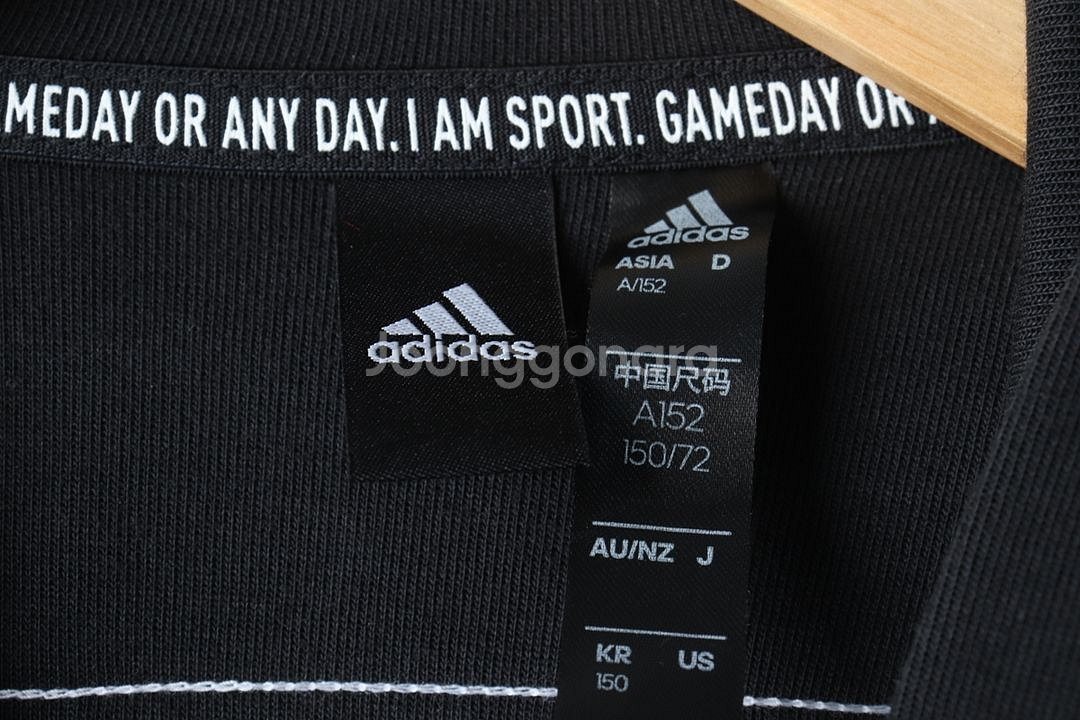 MEDAY OR ANY DAY. I AM SPORT. GAMEDAY OR
adidas
adidas
ASIA D
A/152
中国尺码
A152
150/72
AU/NZ J
KR US
150
joonggonara